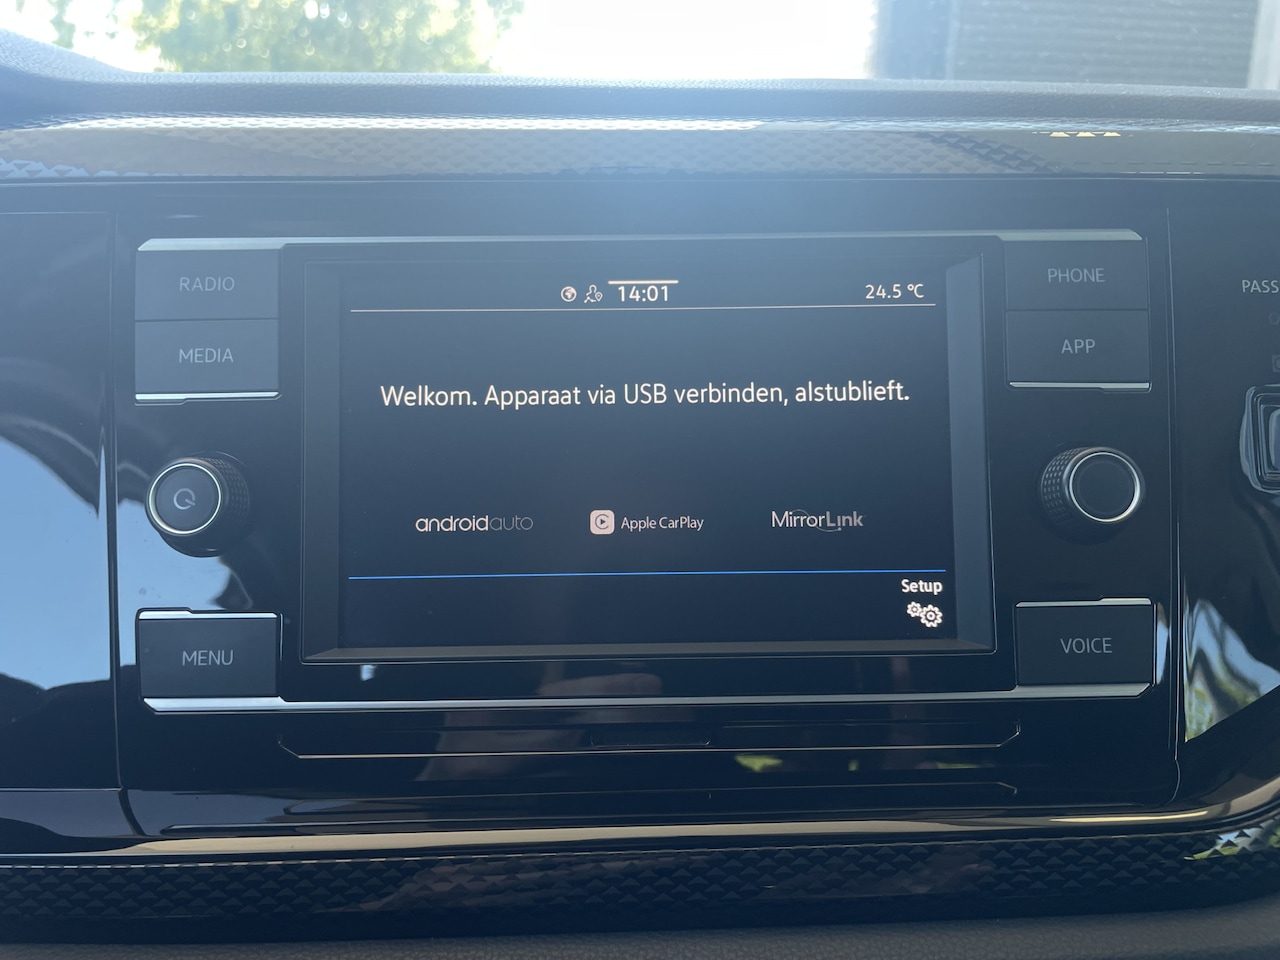 RADIO
MEDIA
MENU
14:01
24.5 °C
Welkom. Apparaat via USB verbinden, alstublieft.
androidauto
Apple CarPlay
MirrorLink
Setup
PHONE
APP
VOICE
PASS